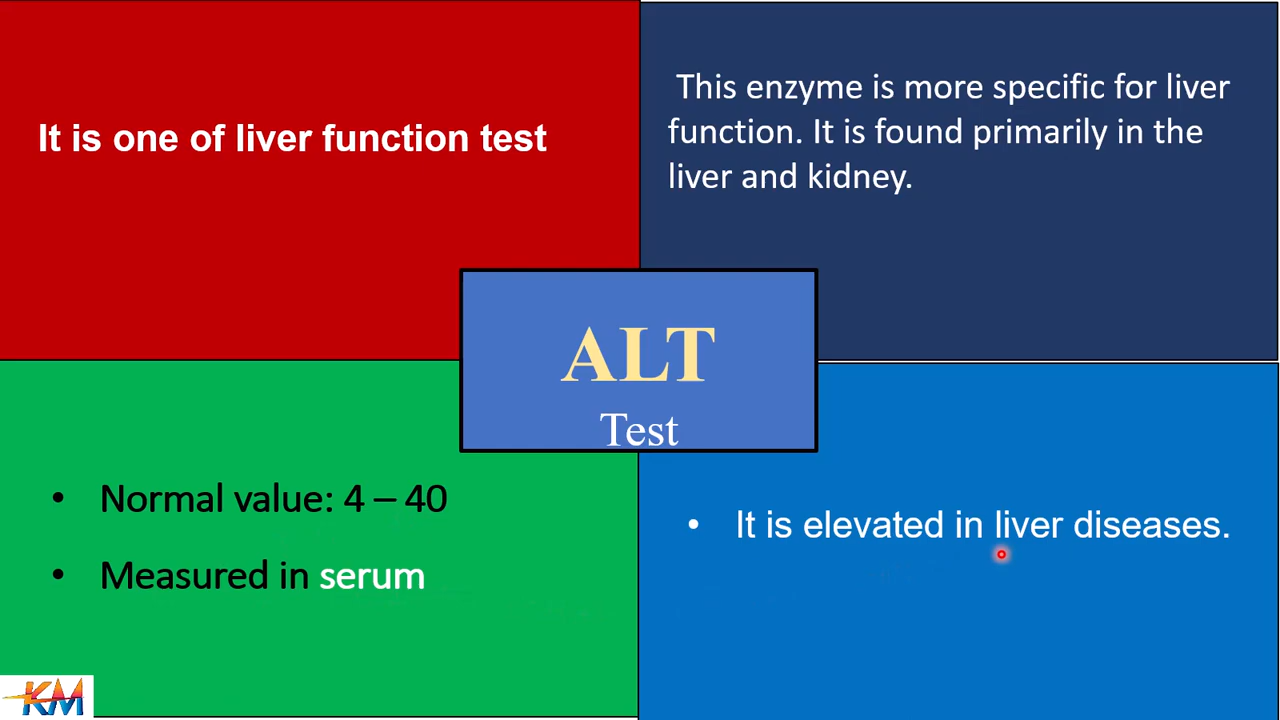 It is one of liver function test
This enzyme is more specific for liver
function. It is found primarily in the
liver and kidney.
ALT
Test
• Normal value: 4 – 40
• Measured in serum
• It is elevated in liver diseases.
KM